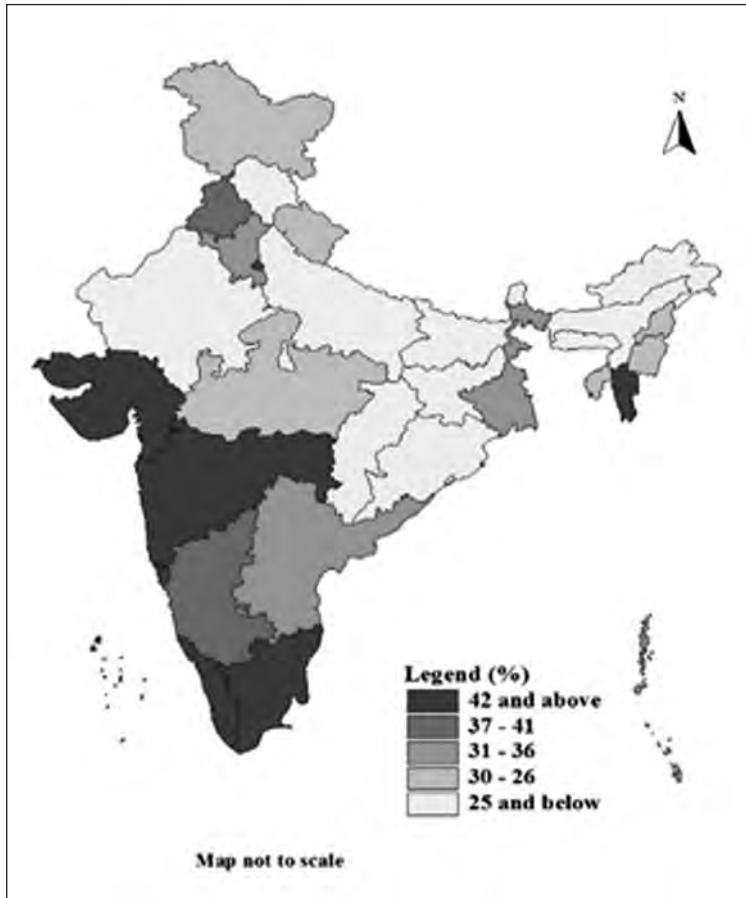 N
Legend (%)
42 and above
37 - 41
31 - 36
30 - 26
25 and below
Map not to scale